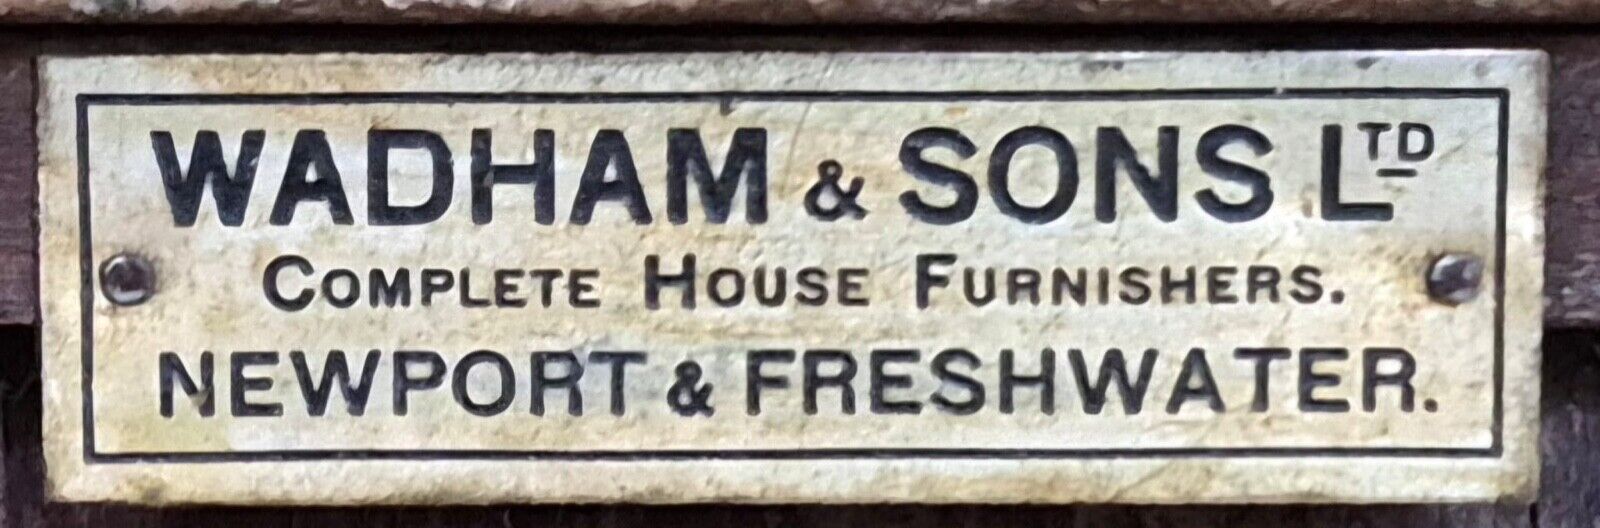 WADHAM & SONS LTD
COMPLETE HOUSE FURNISHERS.
NEWPORT & FRESHWATER.